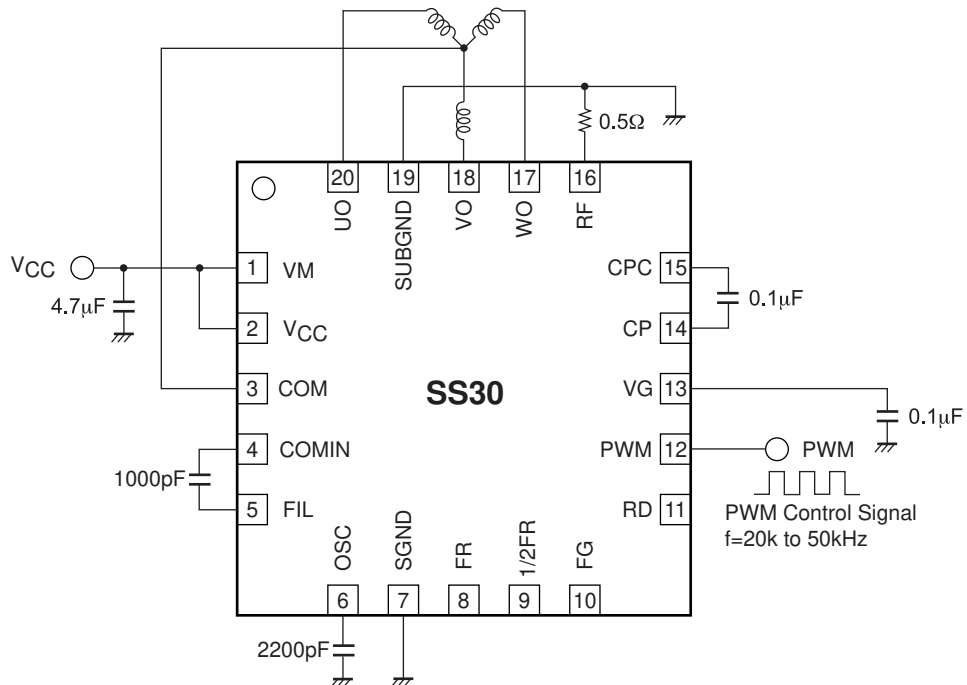 0.5Ω
20 19 18 17 16
UO SUBGND VO WO RF
VCC
4.7μF
1 VM
2 VCC
3 COM
4 COMIN
5 FIL
1000pF
SS30
CPC 15
CP 14
0.1μF
VG 13
0.1μF
PWM 12
PWM
RD 11
PWM Control Signal
f=20k to 50kHz
OSC SGND FR 1/2FR FG
6 7 8 9 10
2200pF